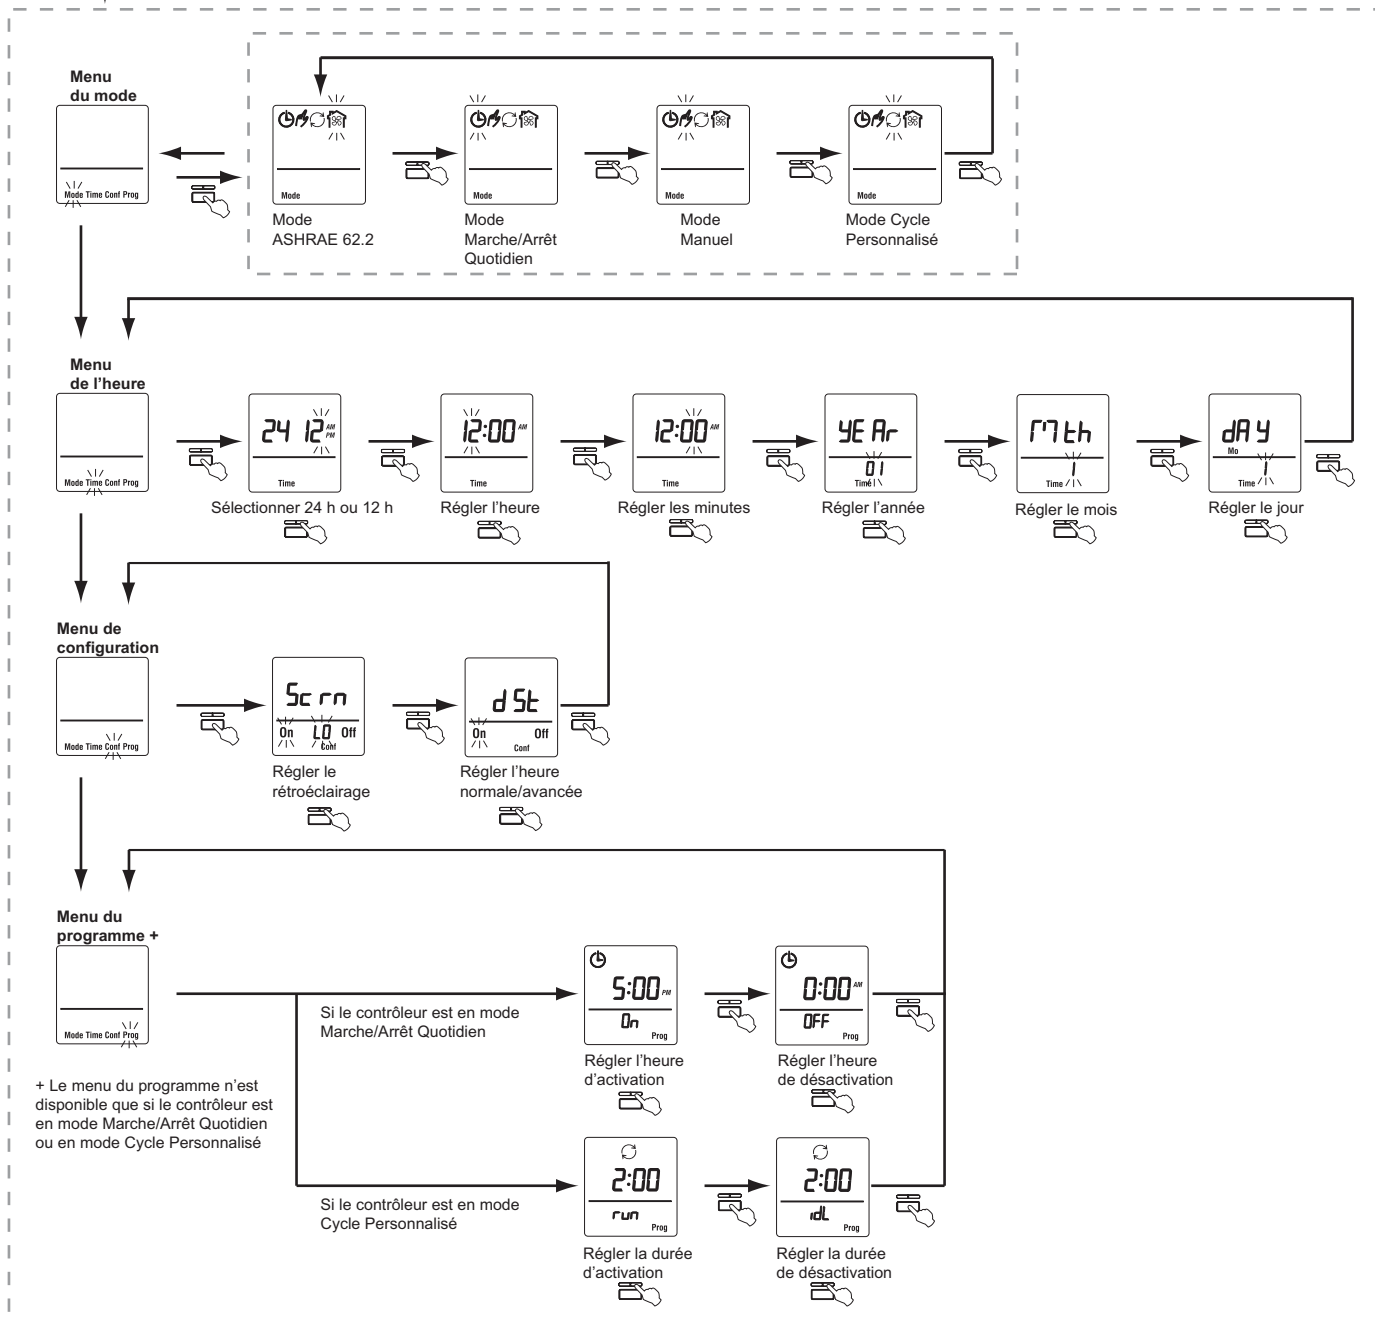 Menu
du mode
Mode Time Conf Prog
Mode
Mode
Mode
Mode
Mode
ASHRAE 62.2
Mode
Marche/Arrêt
Quotidien
Mode
Manuel
Mode Cycle
Personnalisé
Menu
de l'heure
Mode Time Conf Prog
24 12 AM PM
Time
12:00 AM
Time
12:00 AM
Time
YEAr
01
Time
Mth
1
Time
dAY
Mo
1
Time
Sélectionner 24 h ou 12 h
Régler l'heure
Régler les minutes
Régler l'année
Régler le mois
Régler le jour
Menu de
configuration
Mode Time Conf Prog
Scrn
On LO Off
Conf
dSt
On Off
Conf
Régler le
rétroéclairage
Régler l'heure
normale/avancée
Menu du
programme +
Mode Time Conf Prog
+ Le menu du programme n'est
disponible que si le contrôleur est
en mode Marche/Arrêt Quotidien
ou en mode Cycle Personnalisé
Si le contrôleur est en mode
Marche/Arrêt Quotidien
5:00 PM
On
Prog
0:00 AM
OFF
Prog
Régler l'heure
d'activation
Régler l'heure
de désactivation
Si le contrôleur est en mode
Cycle Personnalisé
2:00
run
Prog
2:00
idL
Prog
Régler la durée
d'activation
Régler la durée
de désactivation